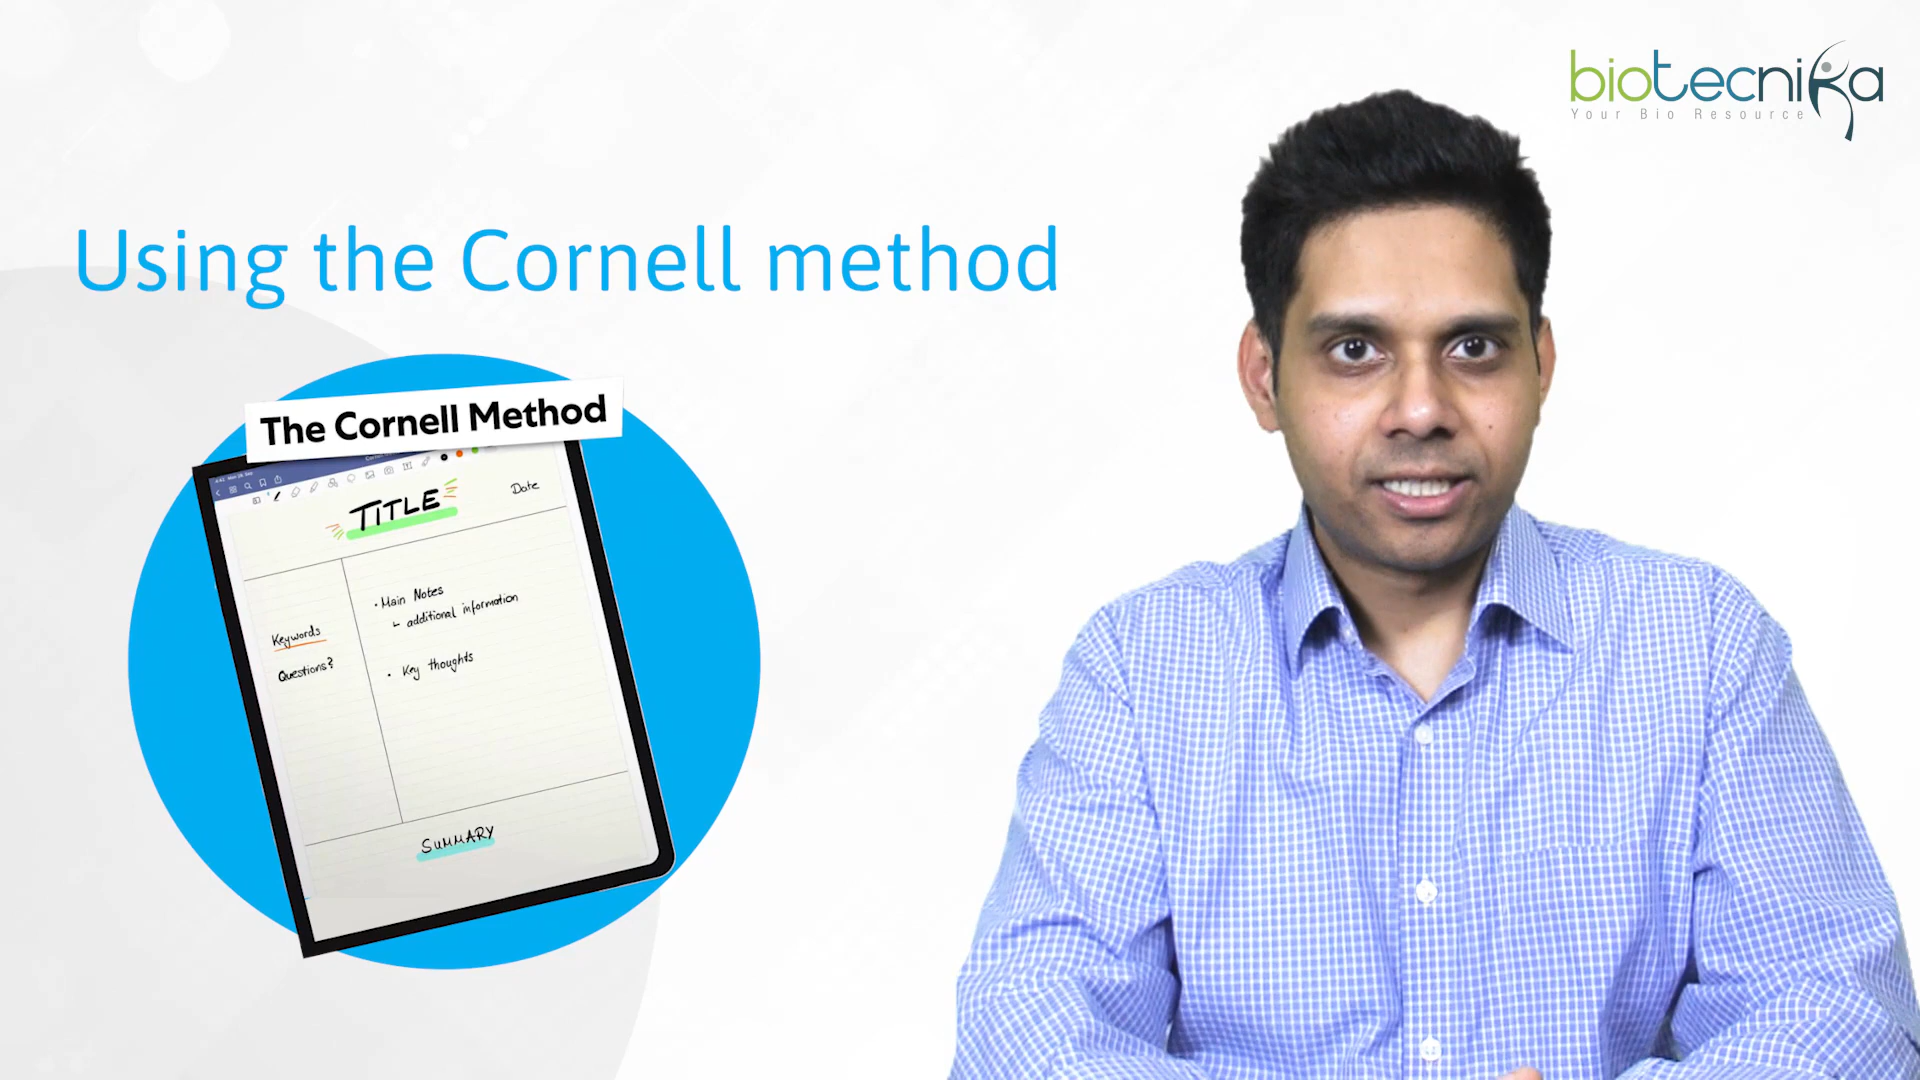 biotecnika
Your Bio Resource
Using the Cornell method
The Cornell Method
TITLE
Date
• Main Notes
↳ additional information
Keywords
Questions?
• Key thoughts
SUMMARY